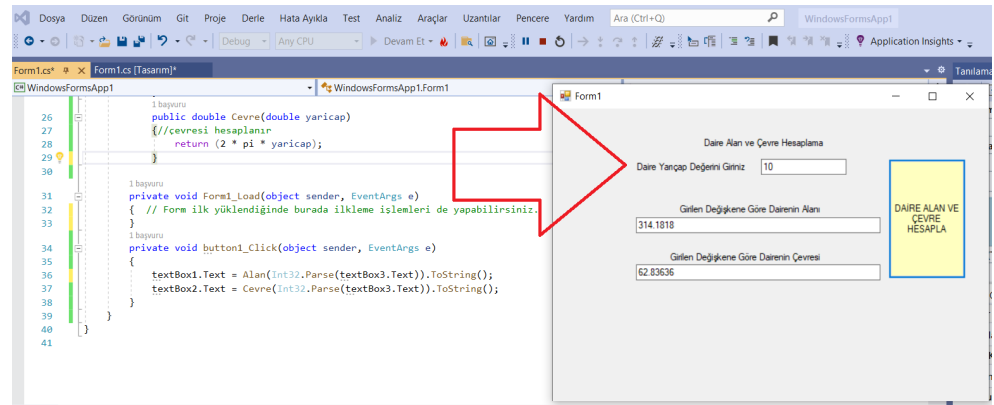 Dosya Düzen Görünüm Git Proje Derle Hata Ayıkla Test Analiz Araçlar Uzantılar Pencere Yardım Ara (Ctrl+Q) WindowsFormsApp1
Debug Any CPU Devam Et Application Insights
Form1.cs* Form1.cs [Tasarım]* Tanılama
C# WindowsFormsApp1 WindowsFormsApp1.Form1
1 başvuru
26 public double Cevre(double yaricap)
27 {//çevresi hesaplanır
28 return (2 * pi * yaricap);
29 }
30
1 başvuru
31 private void Form1_Load(object sender, EventArgs e)
32 { // Form ilk yüklendiğinde burada ilkleme işlemleri de yapabilirsiniz.
33 }
1 başvuru
34 private void button1_Click(object sender, EventArgs e)
35 {
36 textBox1.Text = Alan(Int32.Parse(textBox3.Text)).ToString();
37 textBox2.Text = Cevre(Int32.Parse(textBox3.Text)).ToString();
38 }
39 }
40 }
41
Form1
Daire Alan ve Çevre Hesaplama
Daire Yarıçap Değerini Giriniz 10
Girilen Değişkene Göre Dairenin Alanı
314.1818
Girilen Değişkene Göre Dairenin Çevresi
62.83636
DAİRE ALAN VE
ÇEVRE
HESAPLA